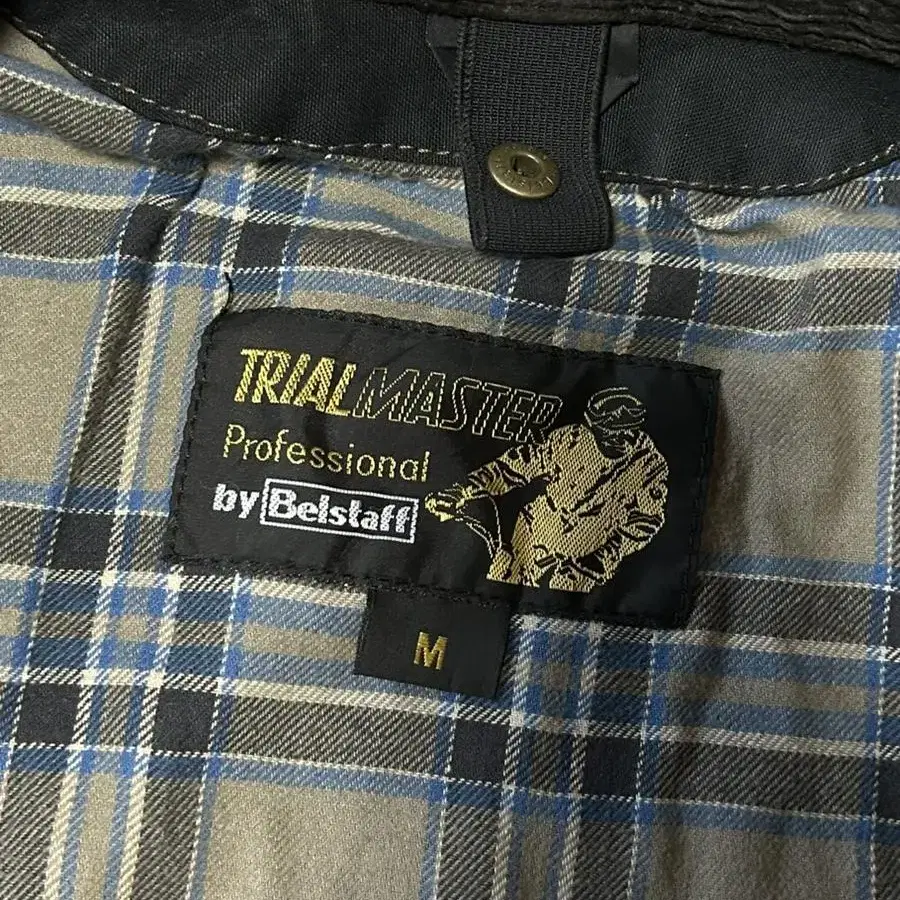 TRIALMASTER
Professional
by Belstaff
M